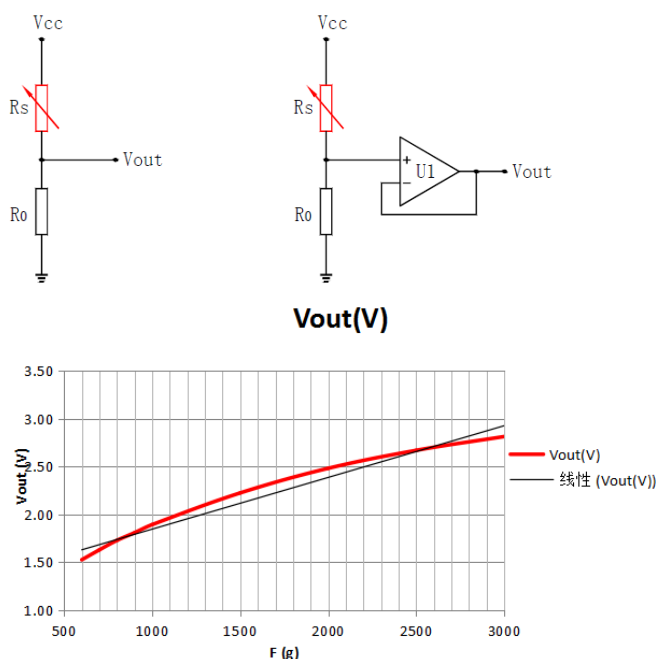 Vcc
Vcc
Rs
Rs
Vout
+
U1
−
Vout
Ro
Ro
Vout(V)
3.50
3.00
2.50
2.00
1.50
1.00
Vout (V)
500
1000
1500
2000
2500
3000
F (g)
Vout(V)
线性 (Vout(V))